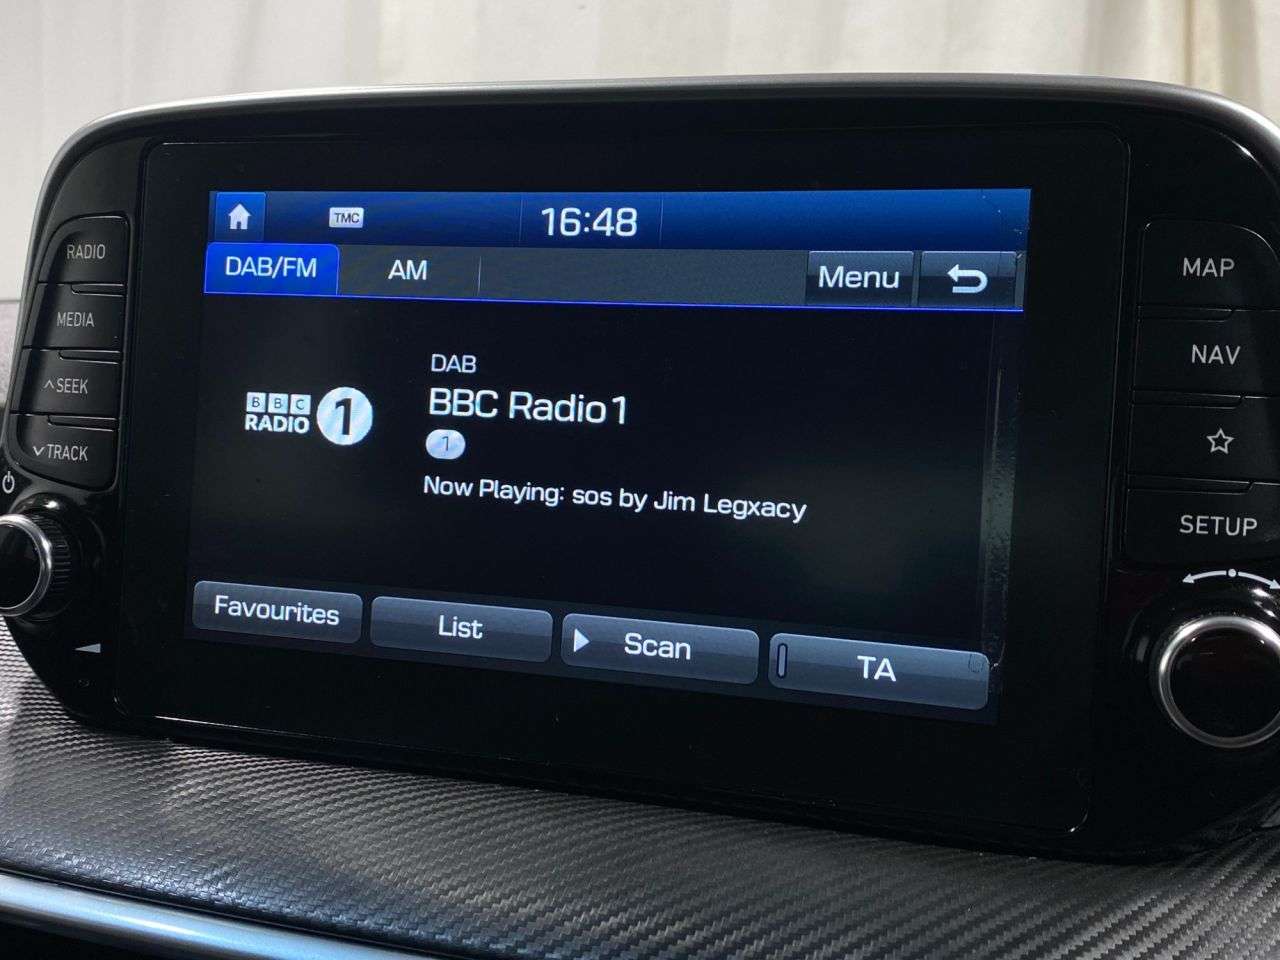 TMC
16:48
DAB/FM
AM
Menu
DAB
BBC RADIO 1
BBC Radio 1
1
Now Playing: sos by Jim Legxacy
Favourites
List
Scan
TA
RADIO
MEDIA
SEEK
TRACK
MAP
NAV
SETUP